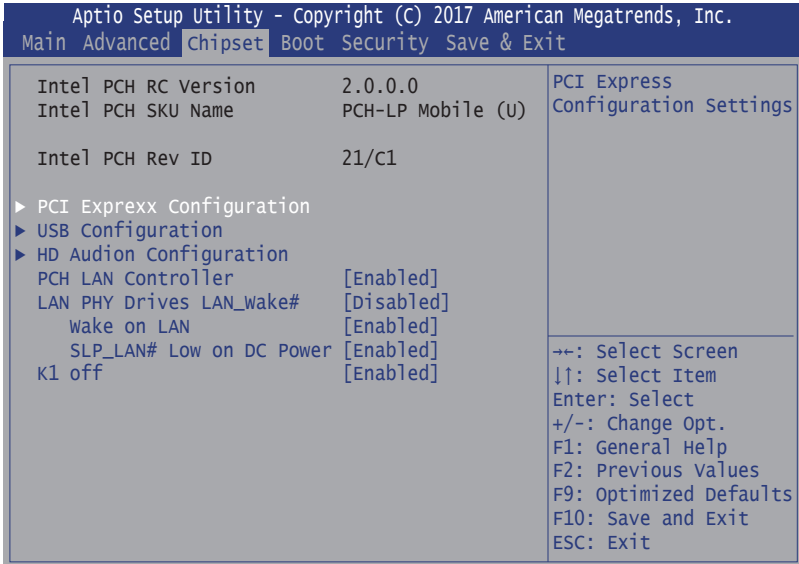 Aptio Setup Utility - Copyright (C) 2017 American Megatrends, Inc.
Main Advanced Chipset Boot Security Save & Exit
Intel PCH RC Version 2.0.0.0
Intel PCH SKU Name PCH-LP Mobile (U)
Intel PCH Rev ID 21/C1
▶ PCI Exprexx Configuration
▶ USB Configuration
▶ HD Audion Configuration
PCH LAN Controller [Enabled]
LAN PHY Drives LAN_Wake# [Disabled]
Wake on LAN [Enabled]
SLP_LAN# Low on DC Power [Enabled]
K1 off [Enabled]
PCI Express
Configuration Settings
→←: Select Screen
↓↑: Select Item
Enter: Select
+/-: Change Opt.
F1: General Help
F2: Previous Values
F9: Optimized Defaults
F10: Save and Exit
ESC: Exit